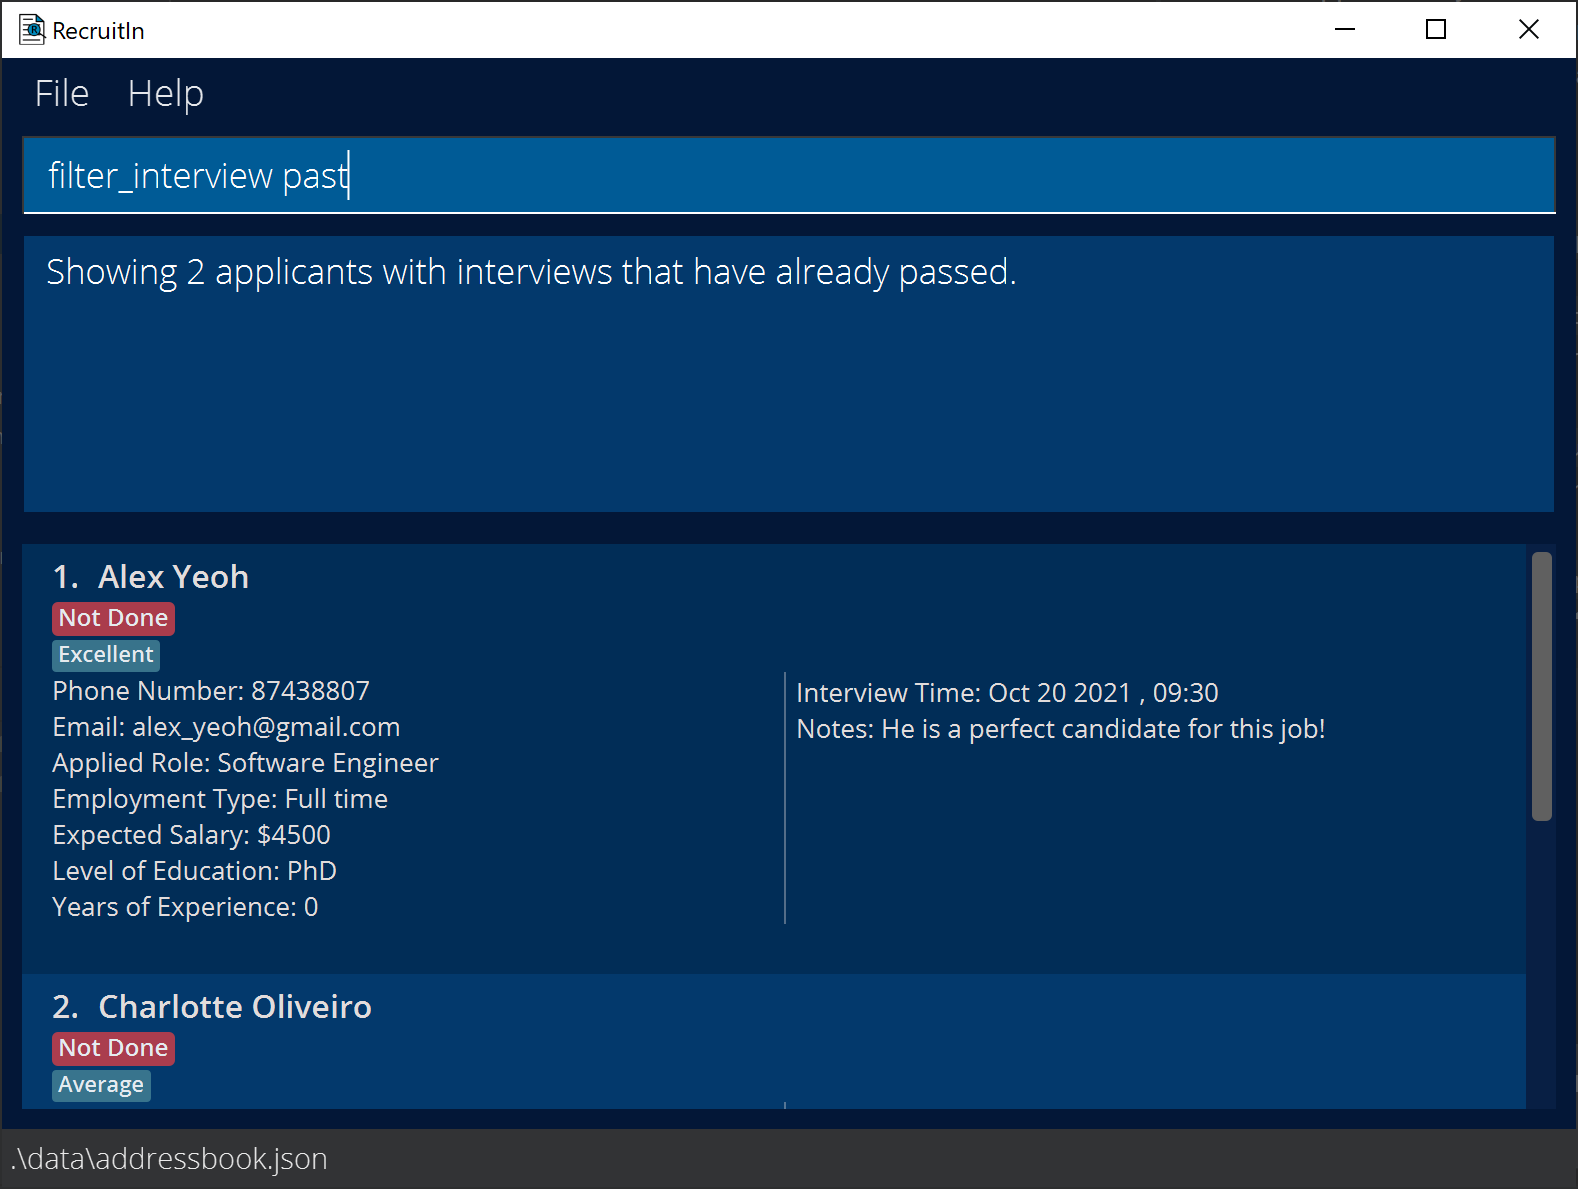 RecruitIn
File Help
filter_interview past
Showing 2 applicants with interviews that have already passed.
1. Alex Yeoh
Not Done
Excellent
Phone Number: 87438807
Email: alex_yeoh@gmail.com
Applied Role: Software Engineer
Employment Type: Full time
Expected Salary: $4500
Level of Education: PhD
Years of Experience: 0
Interview Time: Oct 20 2021 , 09:30
Notes: He is a perfect candidate for this job!
2. Charlotte Oliveiro
Not Done
Average
.\data\addressbook.json